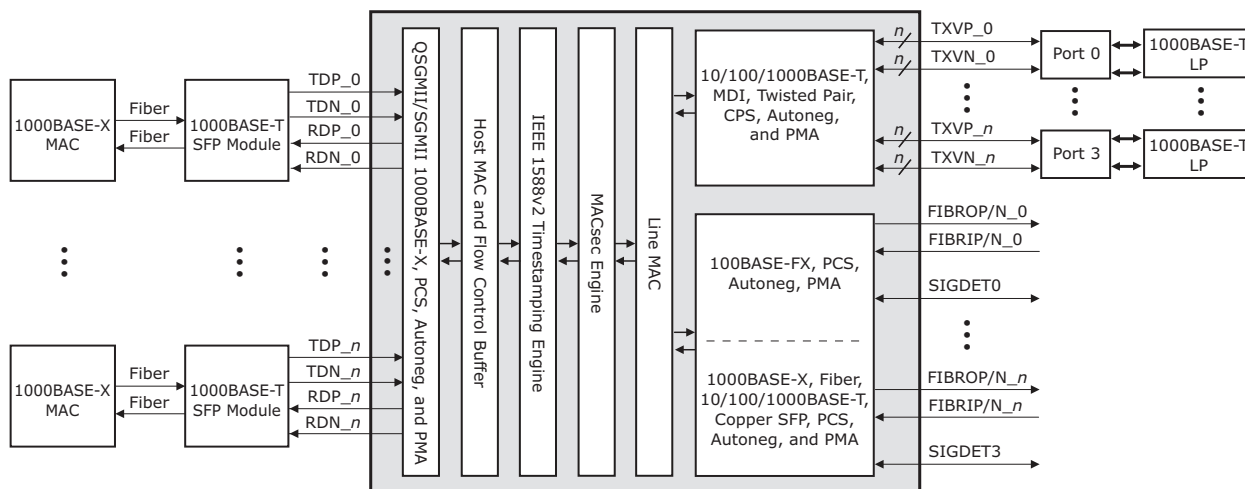 1000BASE-X
MAC
Fiber
Fiber
1000BASE-T
SFP Module
TDP_0
TDN_0
RDP_0
RDN_0
1000BASE-X
MAC
Fiber
Fiber
1000BASE-T
SFP Module
TDP_n
TDN_n
RDP_n
RDN_n
QSGMII/SGMII 1000BASE-X, PCS, Autoneg, and PMA
Host MAC and Flow Control Buffer
IEEE 1588v2 Timestamping Engine
MACsec Engine
Line MAC
10/100/1000BASE-T,
MDI, Twisted Pair,
CPS, Autoneg,
and PMA
n
TXVP_0
n
TXVN_0
n
TXVP_n
n
TXVN_n
Port 0
1000BASE-T
LP
Port 3
1000BASE-T
LP
100BASE-FX, PCS,
Autoneg, PMA
1000BASE-X, Fiber,
10/100/1000BASE-T,
Copper SFP, PCS,
Autoneg, and PMA
FIBROP/N_0
FIBRIP/N_0
SIGDET0
FIBROP/N_n
FIBRIP/N_n
SIGDET3